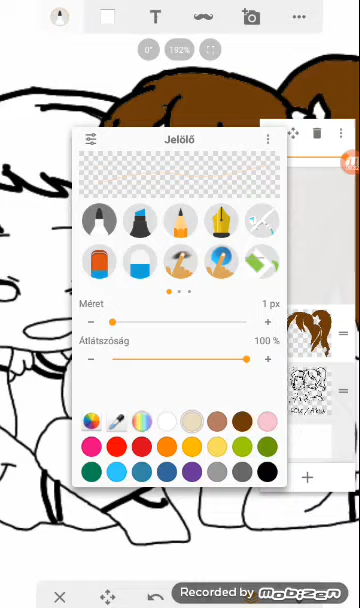 T
0°
192%
Jelölő
Méret
1 px
Átlátszóság
100 %
Recorded by mobizen